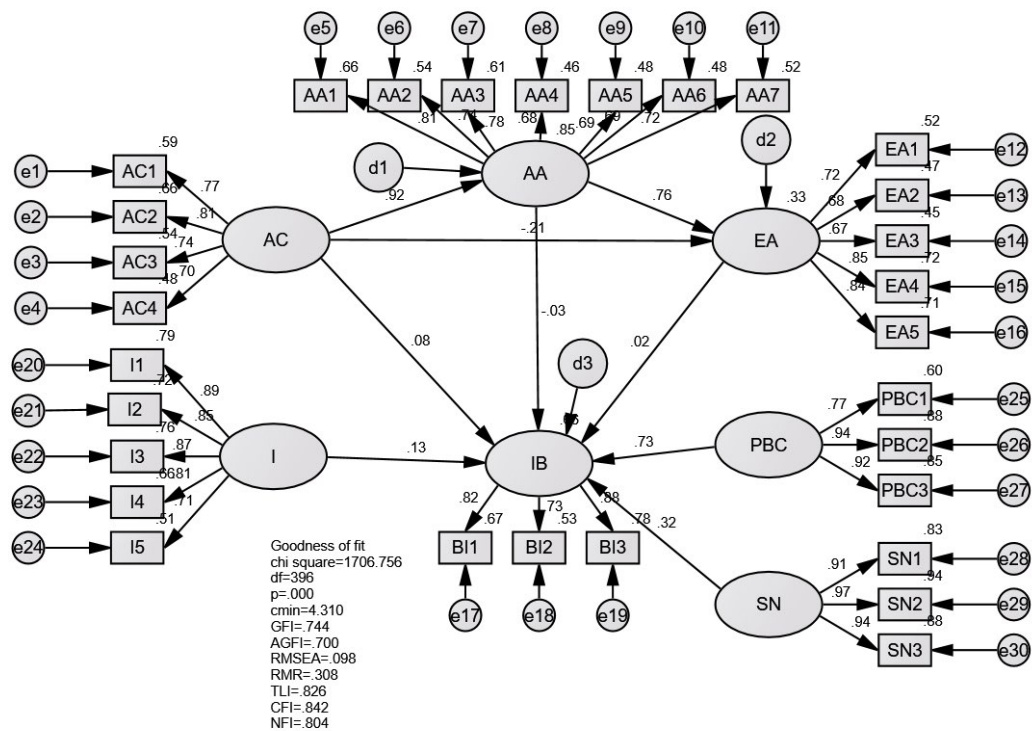 e5 e6 e7 e8 e9 e10 e11
.66 .54 .61 .46 .48 .48 .52
AA1 AA2 AA3 AA4 AA5 AA6 AA7
.81 .78 .68 .69 .72
d1
AA
.85
d2
.92
.76
.33
e1 AC1 .59
.77
e2 AC2 .66
.81
e3 AC3 .54
.74
e4 AC4 .48
.70
AC
-.21
EA
.72
EA1 .52 e12
.68
EA2 .47 e13
.67
EA3 .45 e14
.85
EA4 .72 e15
.84
EA5 .71 e16
.08
-.03
.02
d3
e20 I1 .79
.89
e21 I2 .72
.85
e22 I3 .76
.87
e23 I4 .66
.81
e24 I5 .51
.71
I
.13
IB
.73
PBC
.77
PBC1 .60 e25
.94
PBC2 .88 e26
.92
PBC3 .85 e27
.82 .73 .88
.67 .53 .78
BI1 BI2 BI3
e17 e18 e19
.32
SN
.91
SN1 .83 e28
.97
SN2 .94 e29
.94
SN3 .88 e30
Goodness of fit
chi square=1706.756
df=396
p=.000
cmin=4.310
GFI=.744
AGFI=.700
RMSEA=.098
RMR=.308
TLI=.826
CFI=.842
NFI=.804